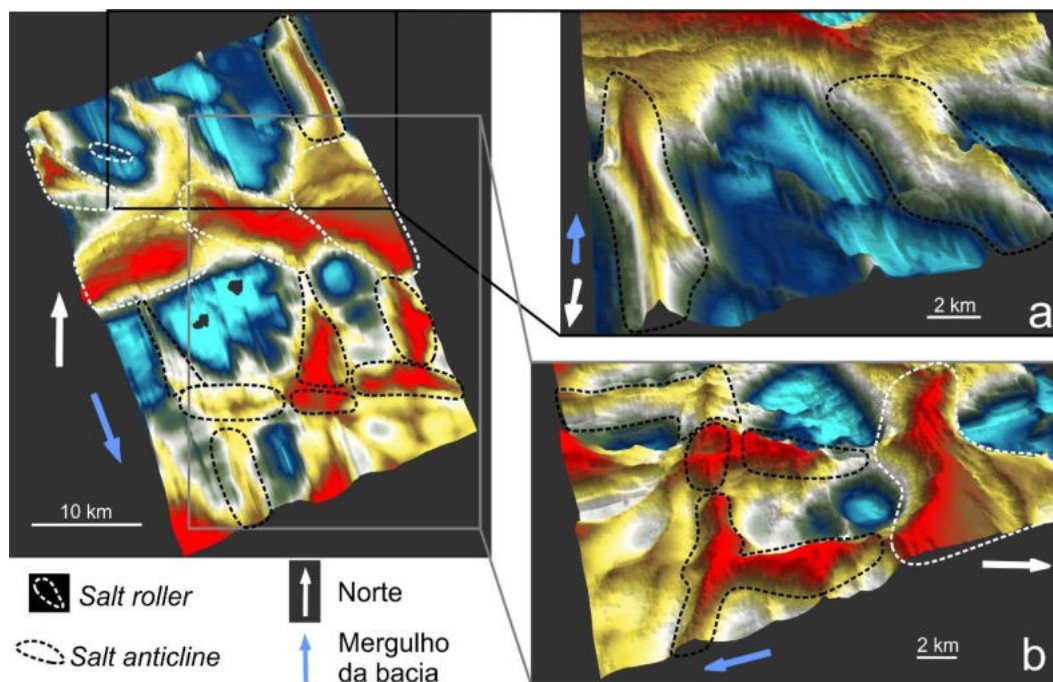 2 km
a
10 km
2 km
b
Salt roller
Norte
Salt anticline
Mergulho
da bacia